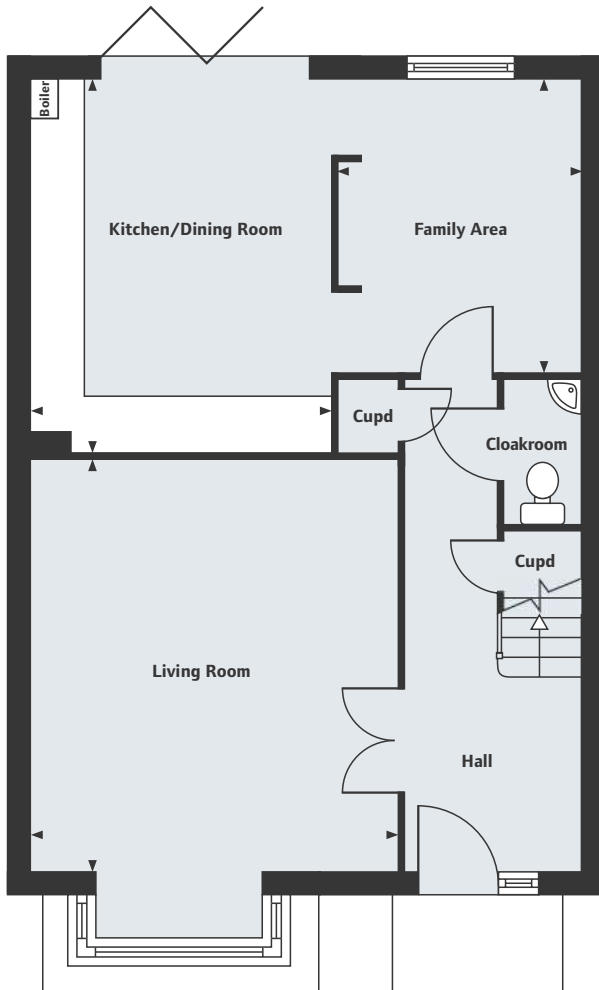 Boiler
Kitchen/Dining Room
Family Area
Cupd
Cloakroom
Cupd
Living Room
Hall